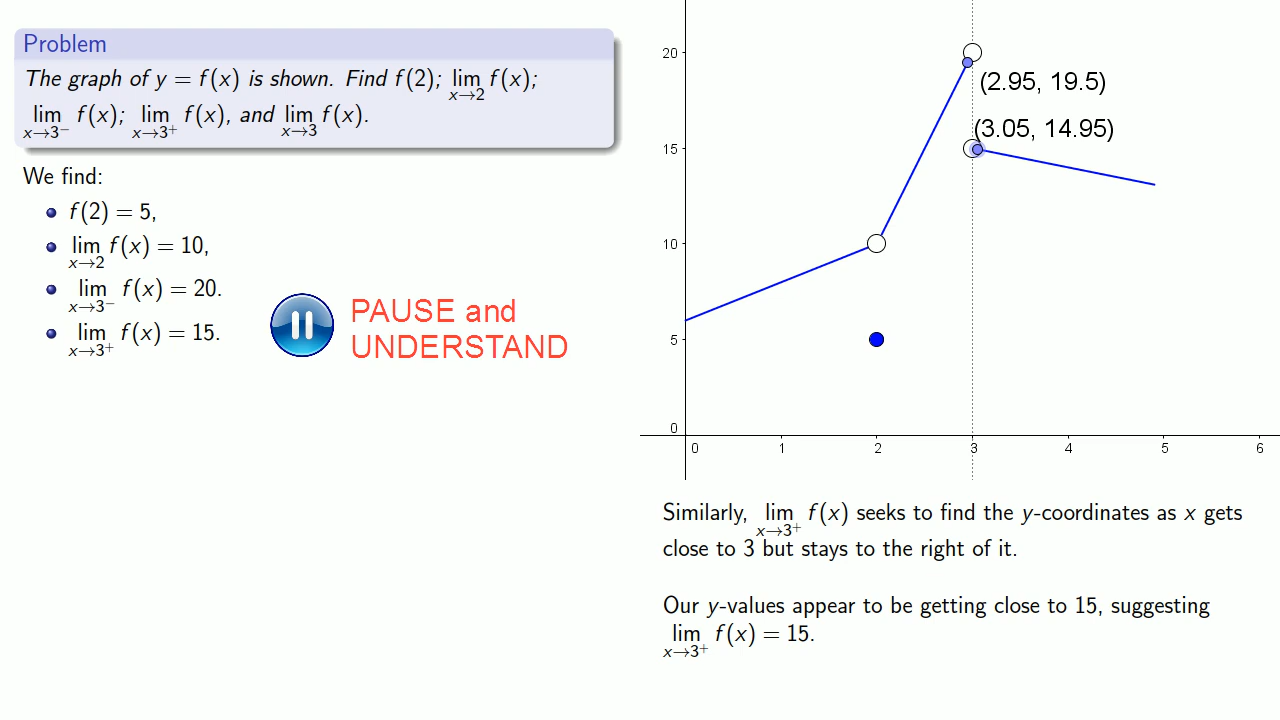 Problem
The graph of y = f(x) is shown. Find f(2); lim x→2 f(x);
lim x→3⁻ f(x); lim x→3⁺ f(x), and lim x→3 f(x).
We find:
f(2) = 5,
lim x→2 f(x) = 10,
lim x→3⁻ f(x) = 20.
lim x→3⁺ f(x) = 15.
PAUSE and
UNDERSTAND
20
(2.95, 19.5)
(3.05, 14.95)
15
10
5
0
0 1 2 3 4 5 6
Similarly, lim x→3⁺ f(x) seeks to find the y-coordinates as x gets
close to 3 but stays to the right of it.
Our y-values appear to be getting close to 15, suggesting
lim x→3⁺ f(x) = 15.